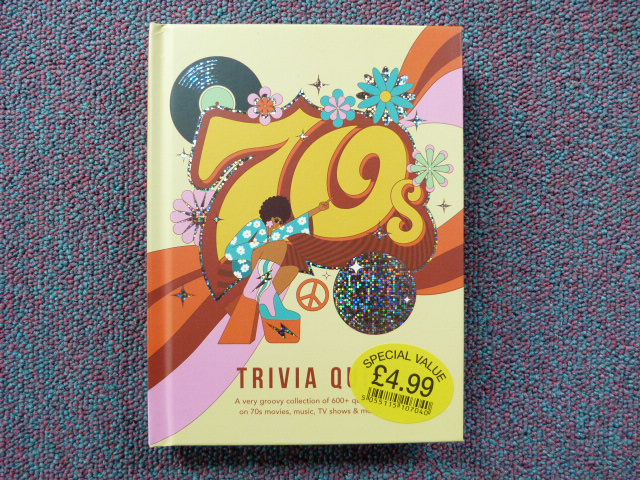 70s
TRIVIA QU
A very groovy collection of 600+ qu
on 70s movies, music, TV shows & m
SPECIAL VALUE
£4.99
5055115107040